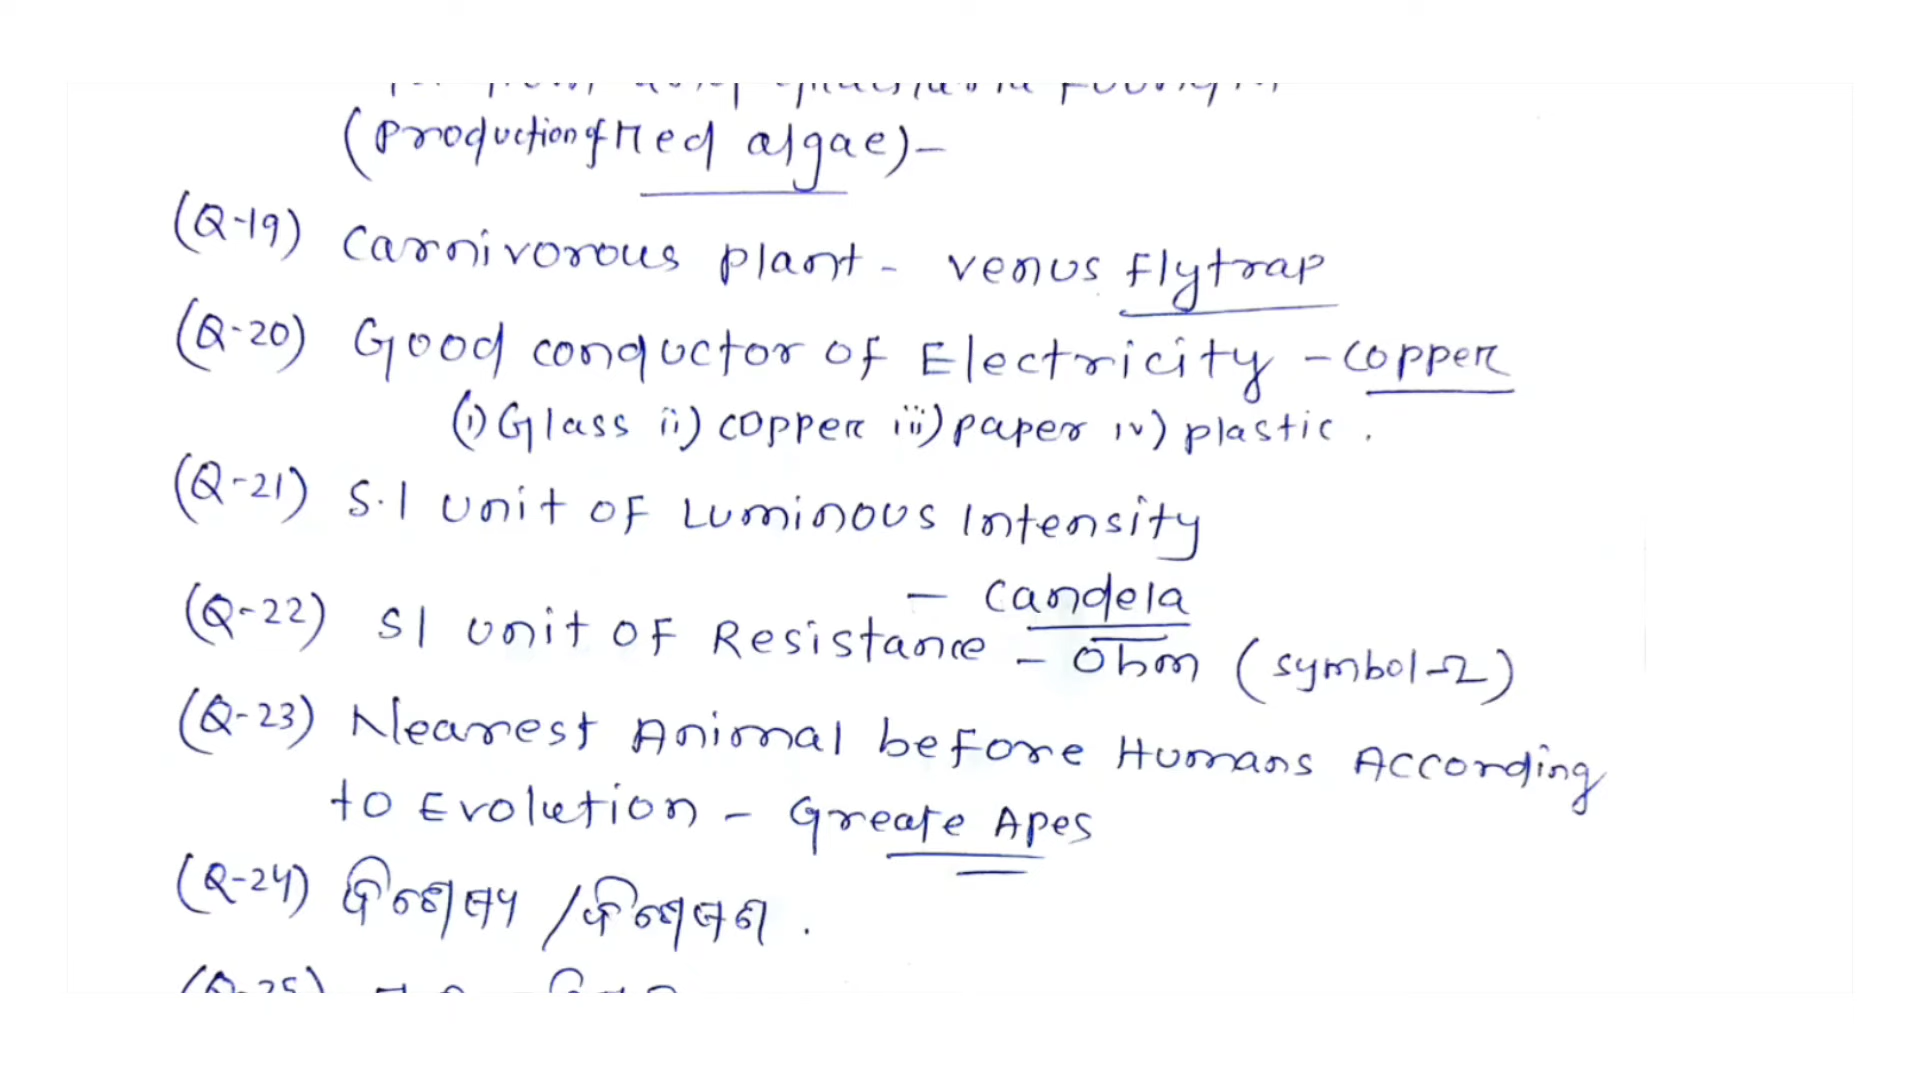 (Production of Red algae)-
(Q-19) Carnivorous plant - venus flytrap
(Q-20) Good conductor of Electricity - copper
(i) Glass ii) copper iii) paper iv) plastic .
(Q-21) S.I unit of Luminous Intensity
- Candela
(Q-22) SI unit of Resistance - Ohm (symbol-Ω)
(Q-23) Nearest Animal before Humans According
to Evolution - Greate Apes
(Q-24) ବିଶେଷ୍ୟ / ବିଶେଷଣ .
(Q-25)